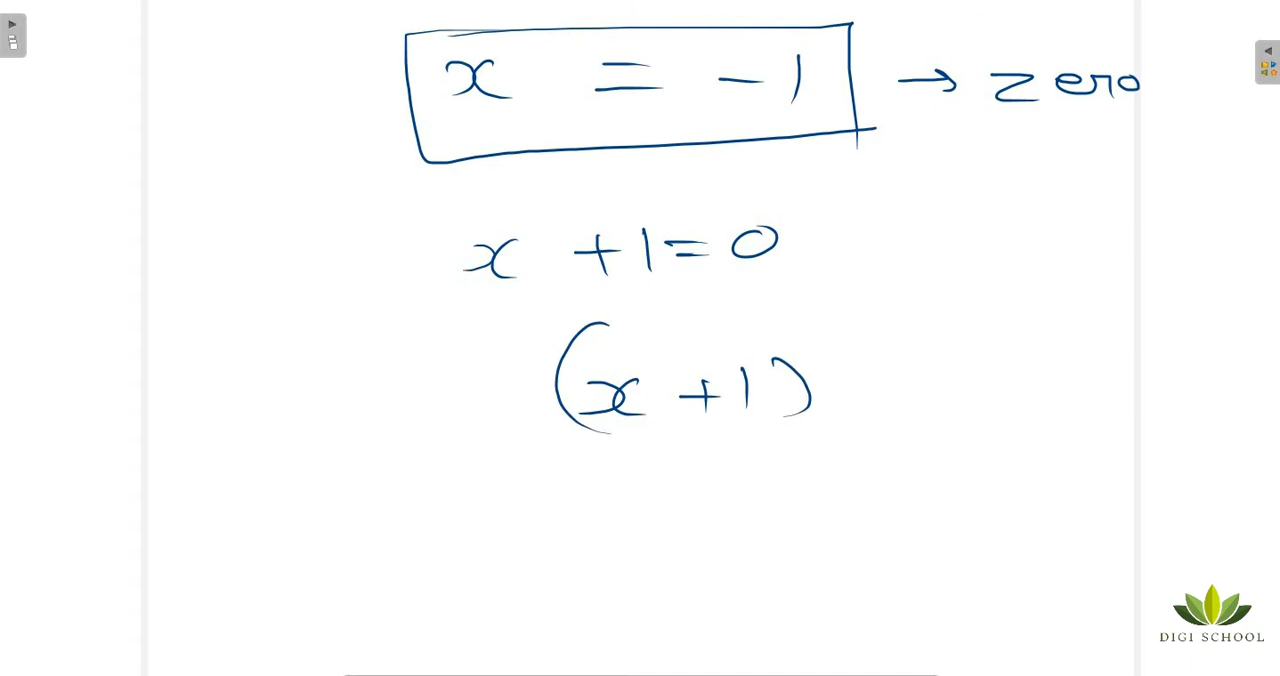 x = -1 → zero
x +1=0
(x +1)
DIGI SCHOOL